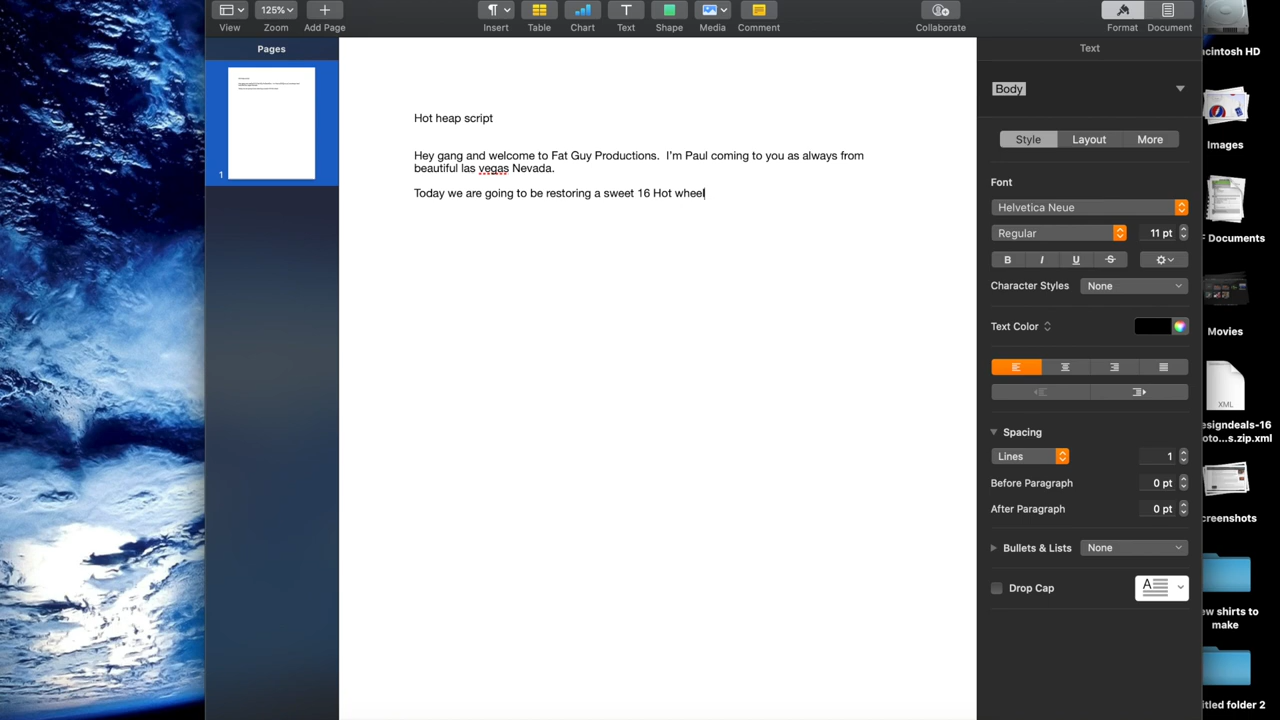 View
125%
Zoom
Add Page
Insert
Table
Chart
Text
Shape
Media
Comment
Collaborate
Format
Document
Pages
1
Hot heap script
Hey gang and welcome to Fat Guy Productions.  I'm Paul coming to you as always from
beautiful las vegas Nevada.
Today we are going to be restoring a sweet 16 Hot wheel
Text
Body
Style
Layout
More
Font
Helvetica Neue
Regular
11 pt
B I U S
Character Styles
None
Text Color
Spacing
Lines
1
Before Paragraph
0 pt
After Paragraph
0 pt
Bullets & Lists
None
Drop Cap
A
acintosh HD
Images
F Documents
Movies
XML
esigndeals-16
oto...s.zip.xml
creenshots
ew shirts to
make
itled folder 2